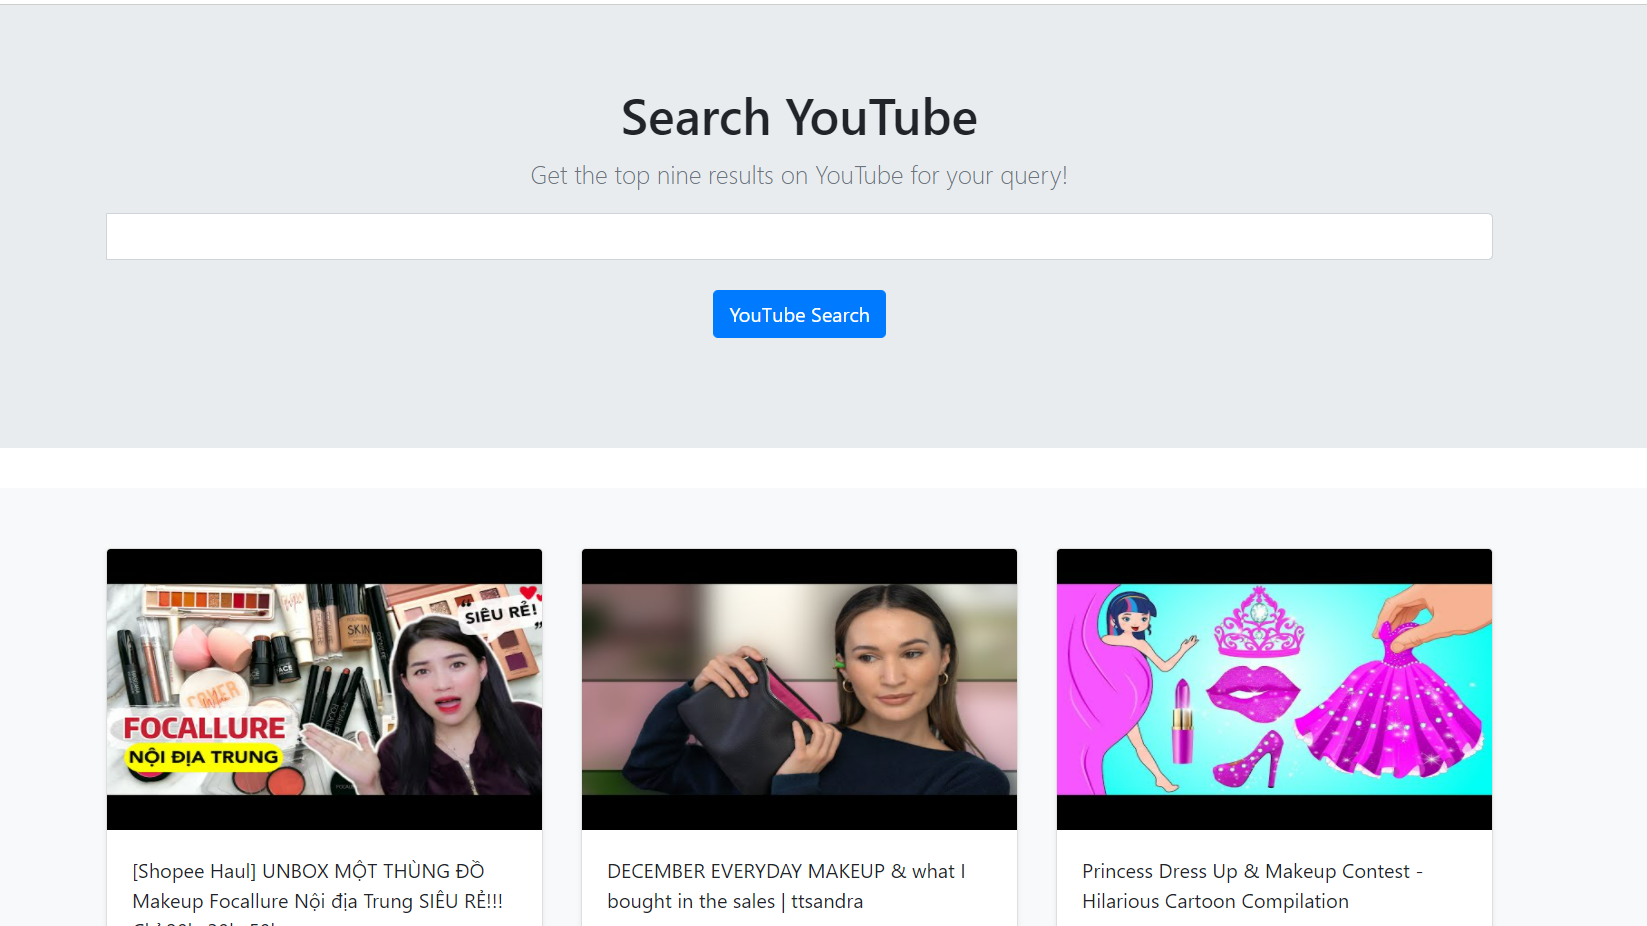 Search YouTube
Get the top nine results on YouTube for your query!
YouTube Search
SIÊU RẺ!
SKIN
COVER
FOCALLURE
NỘI ĐỊA TRUNG
[Shopee Haul] UNBOX MỘT THÙNG ĐỒ
Makeup Focallure Nội địa Trung SIÊU RẺ!!!
DECEMBER EVERYDAY MAKEUP & what I
bought in the sales | ttsandra
Princess Dress Up & Makeup Contest -
Hilarious Cartoon Compilation